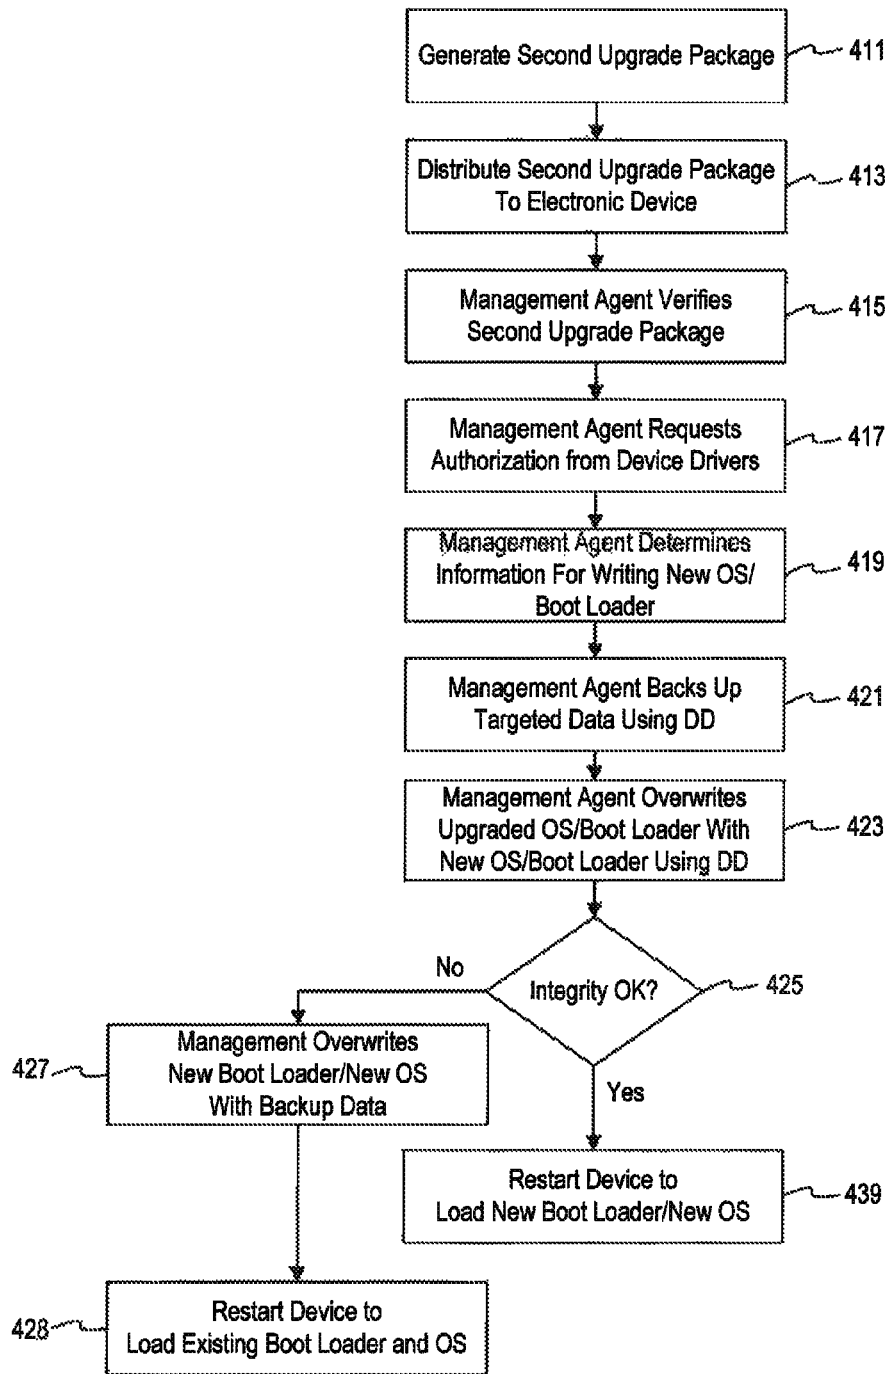 Generate Second Upgrade Package
411
Distribute Second Upgrade Package
To Electronic Device
413
Management Agent Verifies
Second Upgrade Package
415
Management Agent Requests
Authorization from Device Drivers
417
Management Agent Determines
Information For Writing New OS/
Boot Loader
419
Management Agent Backs Up
Targeted Data Using DD
421
Management Agent Overwrites
Upgraded OS/Boot Loader With
New OS/Boot Loader Using DD
423
Integrity OK?
425
No
Yes
Management Overwrites
New Boot Loader/New OS
With Backup Data
427
Restart Device to
Load New Boot Loader/New OS
439
Restart Device to
Load Existing Boot Loader and OS
428